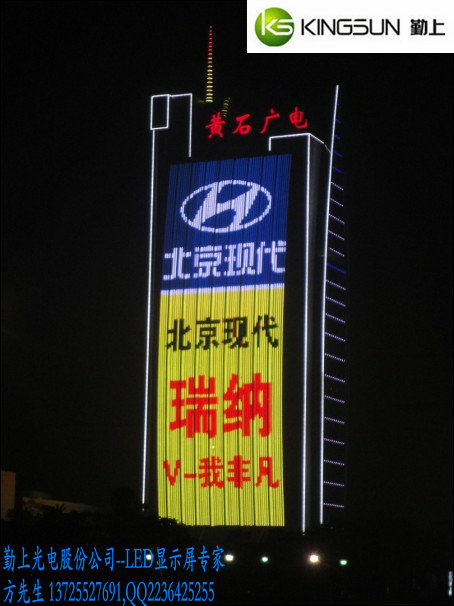 KS KINGSUN 勤上
黄石广电
北京现代
北京现代
瑞纳
V-我非凡
勤上光电股份公司--LED显示屏专家
方先生 13725527691,QQ2236425255